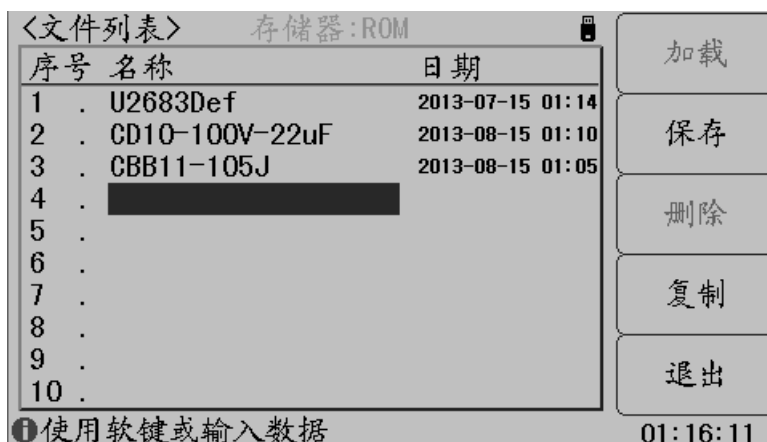 <文件列表> 存储器:ROM
加载
序号 名称 日期
1 . U2683Def 2013-07-15 01:14
2 . CD10-100V-22uF 2013-08-15 01:10
保存
3 . CBB11-105J 2013-08-15 01:05
4 .
删除
5 .
6 .
7 .
复制
8 .
9 .
退出
10 .
使用软键或输入数据 01:16:11